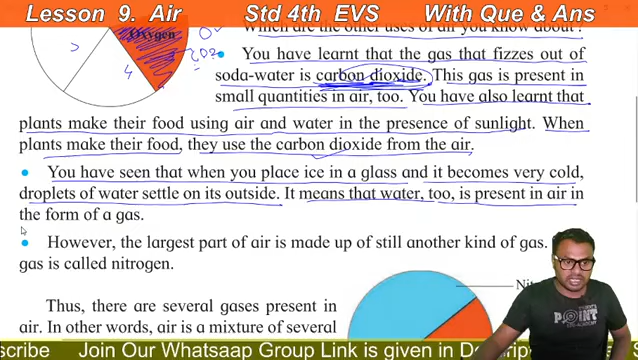 Lesson 9. Air Std 4th EVS With Que & Ans
Which are the other uses of air you know about?
Oxygen
You have learnt that the gas that fizzes out of
soda-water is carbon dioxide. This gas is present in
small quantities in air, too. You have also learnt that
plants make their food using air and water in the presence of sunlight. When
plants make their food, they use the carbon dioxide from the air.
You have seen that when you place ice in a glass and it becomes very cold,
droplets of water settle on its outside. It means that water, too, is present in air in
the form of a gas.
However, the largest part of air is made up of still another kind of gas.
gas is called nitrogen.
Thus, there are several gases present in
air. In other words, air is a mixture of several
POINT
scribe Join Our Whatsaap Group Link is given in De